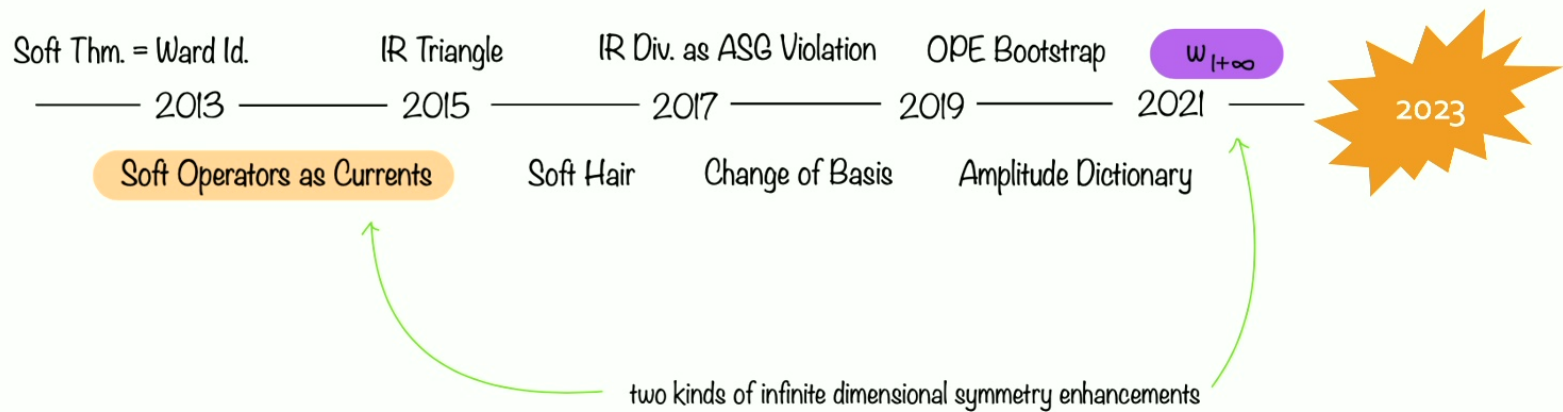 Soft Thm. = Ward Id. IR Triangle IR Div. as ASG Violation OPE Bootstrap w 1+∞
2013 2015 2017 2019 2021 2023
Soft Operators as Currents Soft Hair Change of Basis Amplitude Dictionary
two kinds of infinite dimensional symmetry enhancements